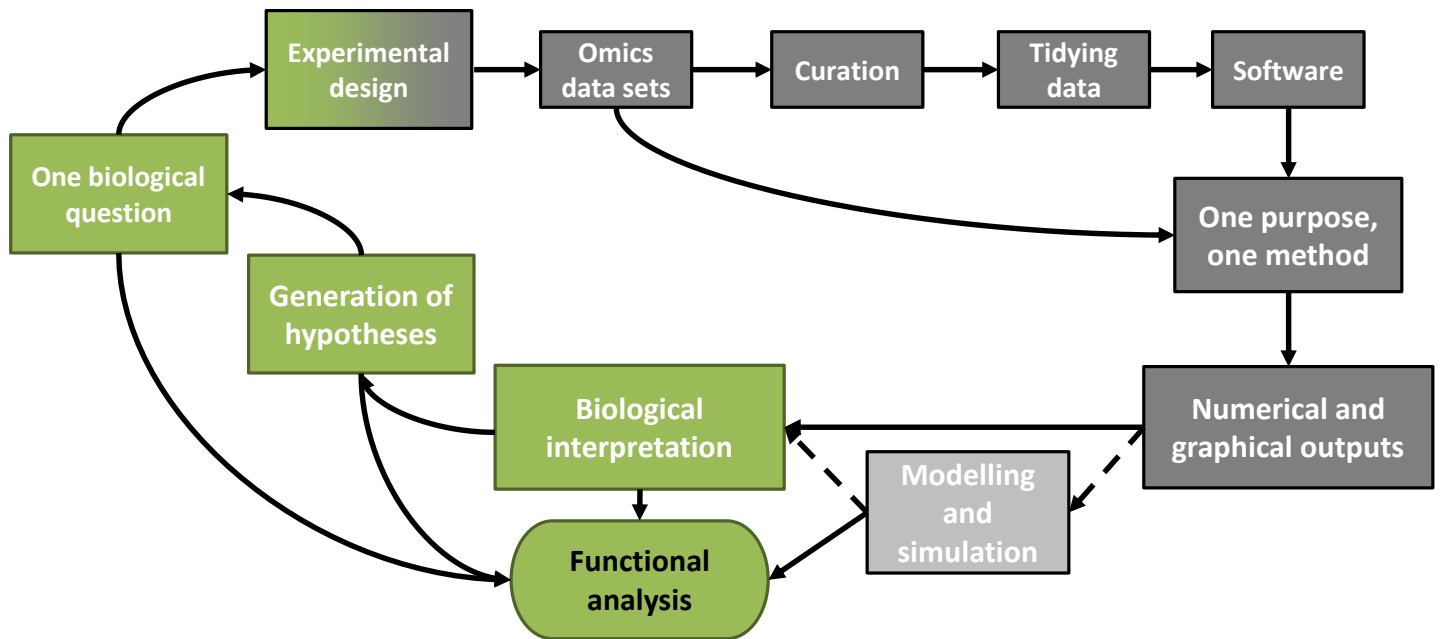 Experimental
design
Omics
data sets
Curation
Tidying
data
Software
One biological
question
One purpose,
one method
Generation of
hypotheses
Biological
interpretation
Numerical and
graphical outputs
Modelling
and
simulation
Functional
analysis